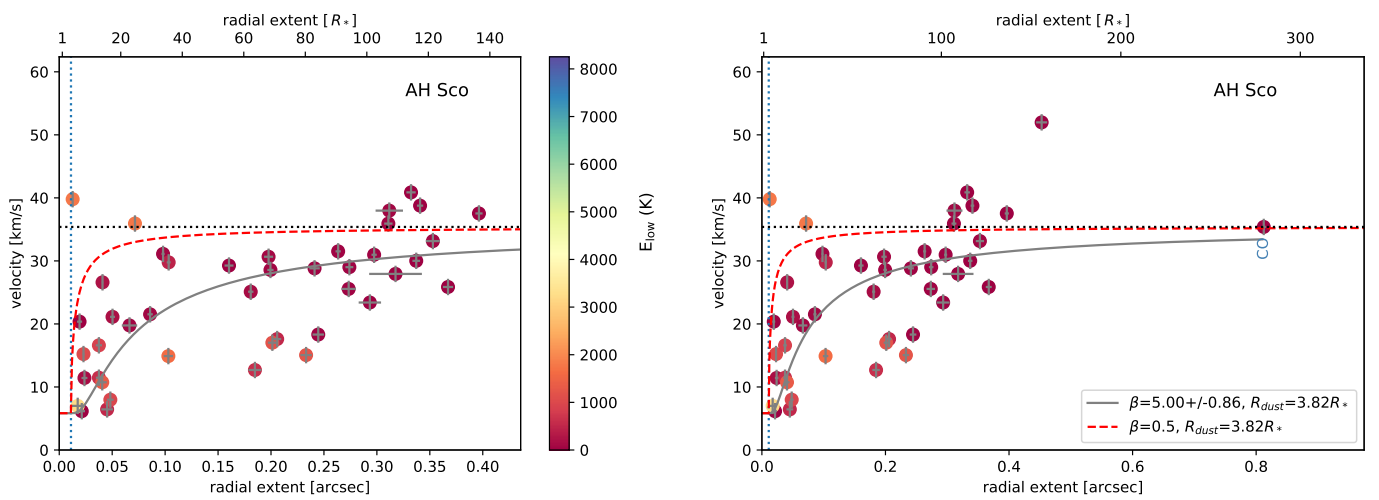 radial extent [ R* ]
1 20 40 60 80 100 120 140
60
50
40
30
20
10
0
velocity [km/s]
AH Sco
0.00 0.05 0.10 0.15 0.20 0.25 0.30 0.35 0.40
radial extent [arcsec]
8000
7000
6000
5000
4000
3000
2000
1000
0
E_low (K)
radial extent [ R* ]
1 100 200 300
60
50
40
30
20
10
0
velocity [km/s]
AH Sco
CO
β=5.00+/-0.86, R_dust=3.82R*
β=0.5, R_dust=3.82R*
0.0 0.2 0.4 0.6 0.8
radial extent [arcsec]